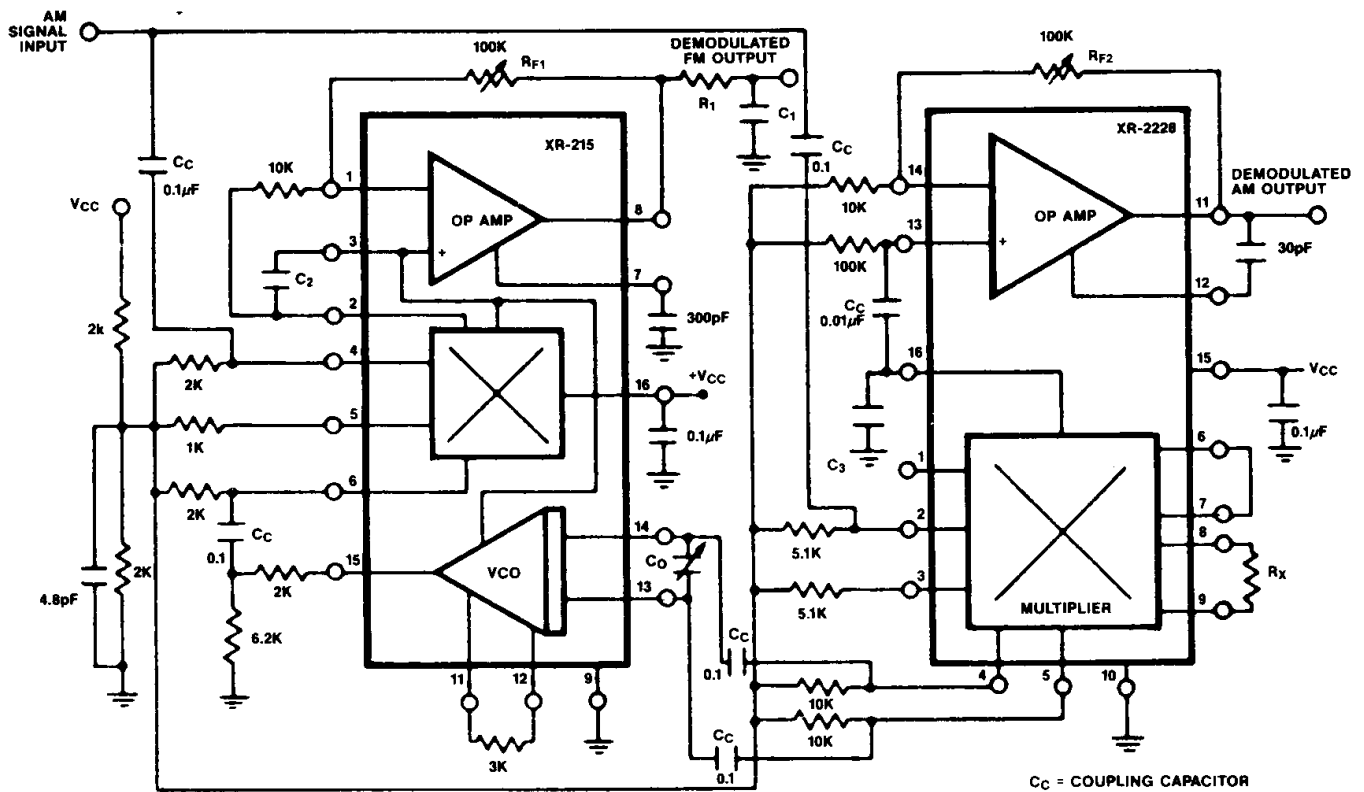 AM
SIGNAL
INPUT
100K
RF1
DEMODULATED
FM OUTPUT
R1
C1
100K
RF2
XR-215
XR-2228
CC
0.1µF
10K
1
OP AMP
8
CC
0.1
10K
14
OP AMP
11
DEMODULATED
AM OUTPUT
VCC
3
+
C2
7
13
100K
+
30pF
12
2
300pF
CC
0.01µF
2k
4
2K
16
+VCC
16
15
VCC
5
1K
0.1µF
C3
0.1µF
1
6
6
2K
7
CC
0.1
14
CO
2
5.1K
8
RX
15
2K
VCO
13
3
5.1K
9
MULTIPLIER
4.8pF
2K
6.2K
CC
0.1
11
12
9
4
5
10
10K
10K
3K
CC
0.1
CC = COUPLING CAPACITOR